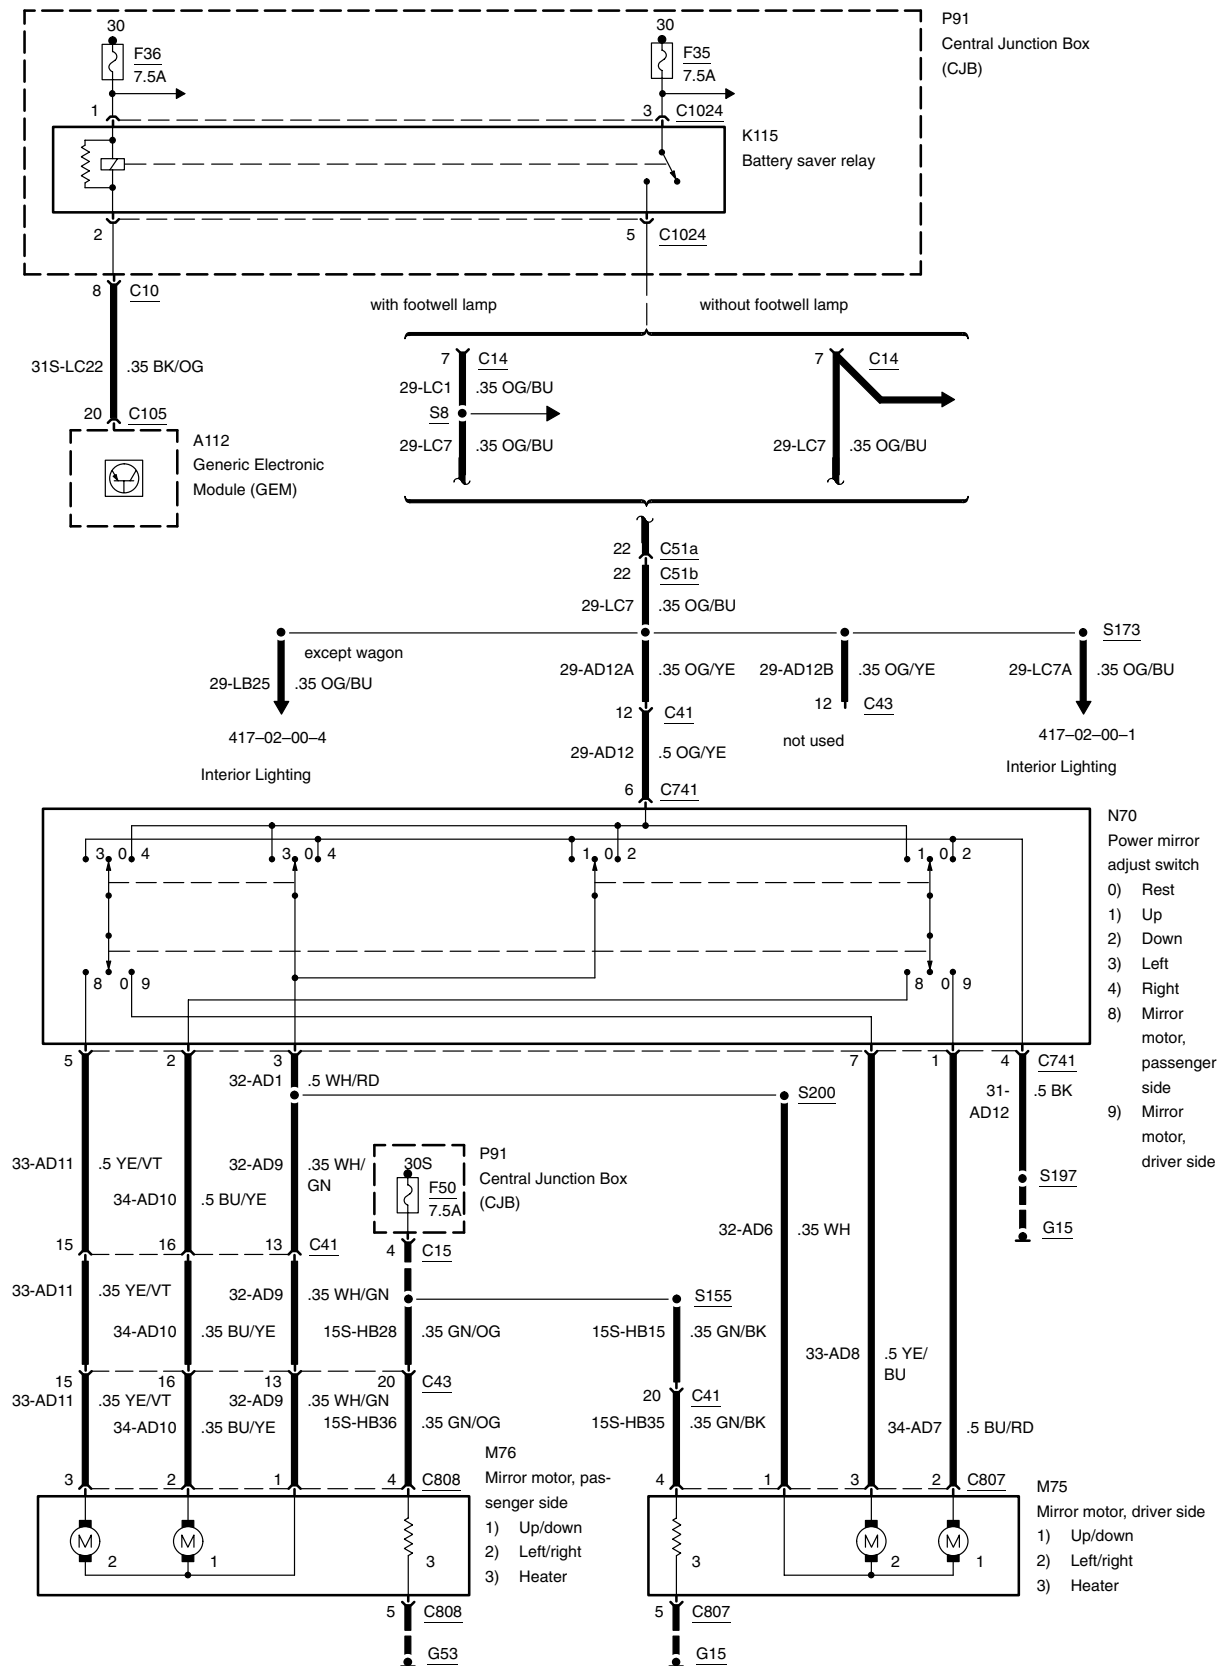 30
F36
7.5A
30
F35
7.5A
P91
Central Junction Box
(CJB)
1
3
C1024
K115
Battery saver relay
2
5
C1024
8
C10
with footwell lamp
without footwell lamp
31S-LC22
.35 BK/OG
7
C14
7
C14
29-LC1
.35 OG/BU
20
C105
S8
A112
Generic Electronic
Module (GEM)
29-LC7
.35 OG/BU
29-LC7
.35 OG/BU
22
C51a
22
C51b
29-LC7
.35 OG/BU
S173
except wagon
29-LB25
.35 OG/BU
29-AD12A
.35 OG/YE
29-AD12B
.35 OG/YE
29-LC7A
.35 OG/BU
12
C41
12
C43
417–02–00–4
not used
417–02–00–1
29-AD12
.5 OG/YE
Interior Lighting
Interior Lighting
6
C741
N70
Power mirror
adjust switch
0) Rest
1) Up
2) Down
3) Left
4) Right
8) Mirror
motor,
passenger
side
9) Mirror
motor,
driver side
3 0 4
3 0 4
1 0 2
1 0 2
8 0 9
8 0 9
5
2
3
7
1
4
C741
32-AD1
.5 WH/RD
S200
31-
AD12
.5 BK
33-AD11
.5 YE/VT
32-AD9
.35 WH/
GN
30S
F50
7.5A
P91
Central Junction Box
(CJB)
S197
34-AD10
.5 BU/YE
32-AD6
.35 WH
G15
15
16
13
C41
4
C15
33-AD11
.35 YE/VT
32-AD9
.35 WH/GN
S155
34-AD10
.35 BU/YE
15S-HB28
.35 GN/OG
15S-HB15
.35 GN/BK
33-AD8
.5 YE/
BU
15
16
13
20
C43
33-AD11
.35 YE/VT
32-AD9
.35 WH/GN
20
C41
34-AD10
.35 BU/YE
15S-HB36
.35 GN/OG
15S-HB35
.35 GN/BK
34-AD7
.5 BU/RD
3
2
1
4
C808
M76
Mirror motor, pas-
senger side
1) Up/down
2) Left/right
3) Heater
4
1
3
2
C807
M75
Mirror motor, driver side
1) Up/down
2) Left/right
3) Heater
M
2
M
1
3
3
M
2
M
1
5
C808
5
C807
G53
G15